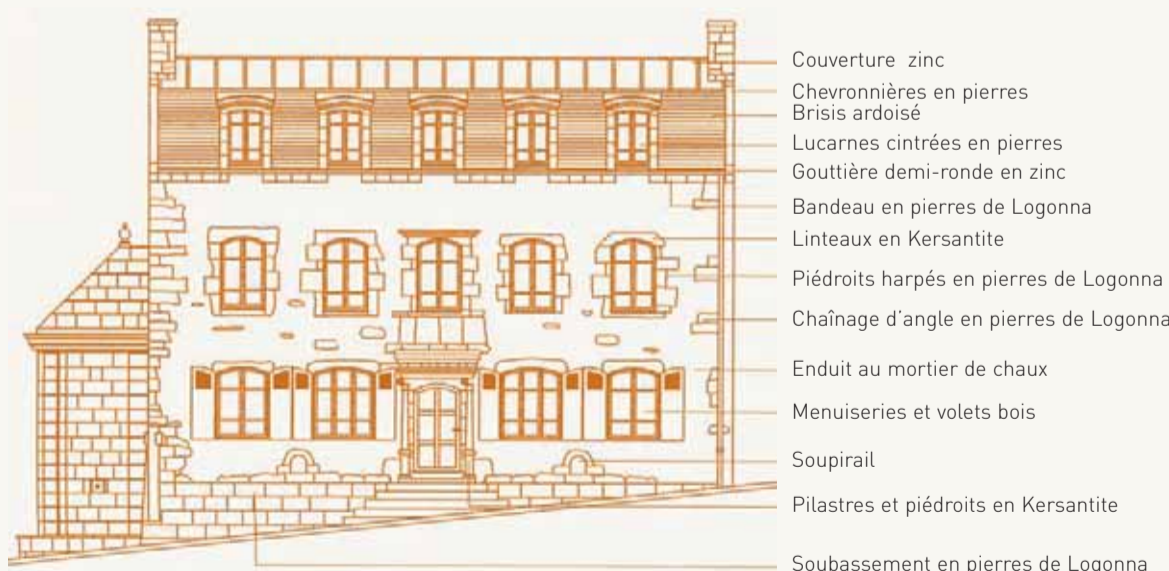 Couverture zinc
Chevronnières en pierres
Brisis ardoisé
Lucarnes cintrées en pierres
Gouttière demi-ronde en zinc
Bandeau en pierres de Logonna
Linteaux en Kersantite
Piédroits harpés en pierres de Logonna
Chaînage d'angle en pierres de Logonna
Enduit au mortier de chaux
Menuiseries et volets bois
Soupirail
Pilastres et piédroits en Kersantite
Soubassement en pierres de Logonna